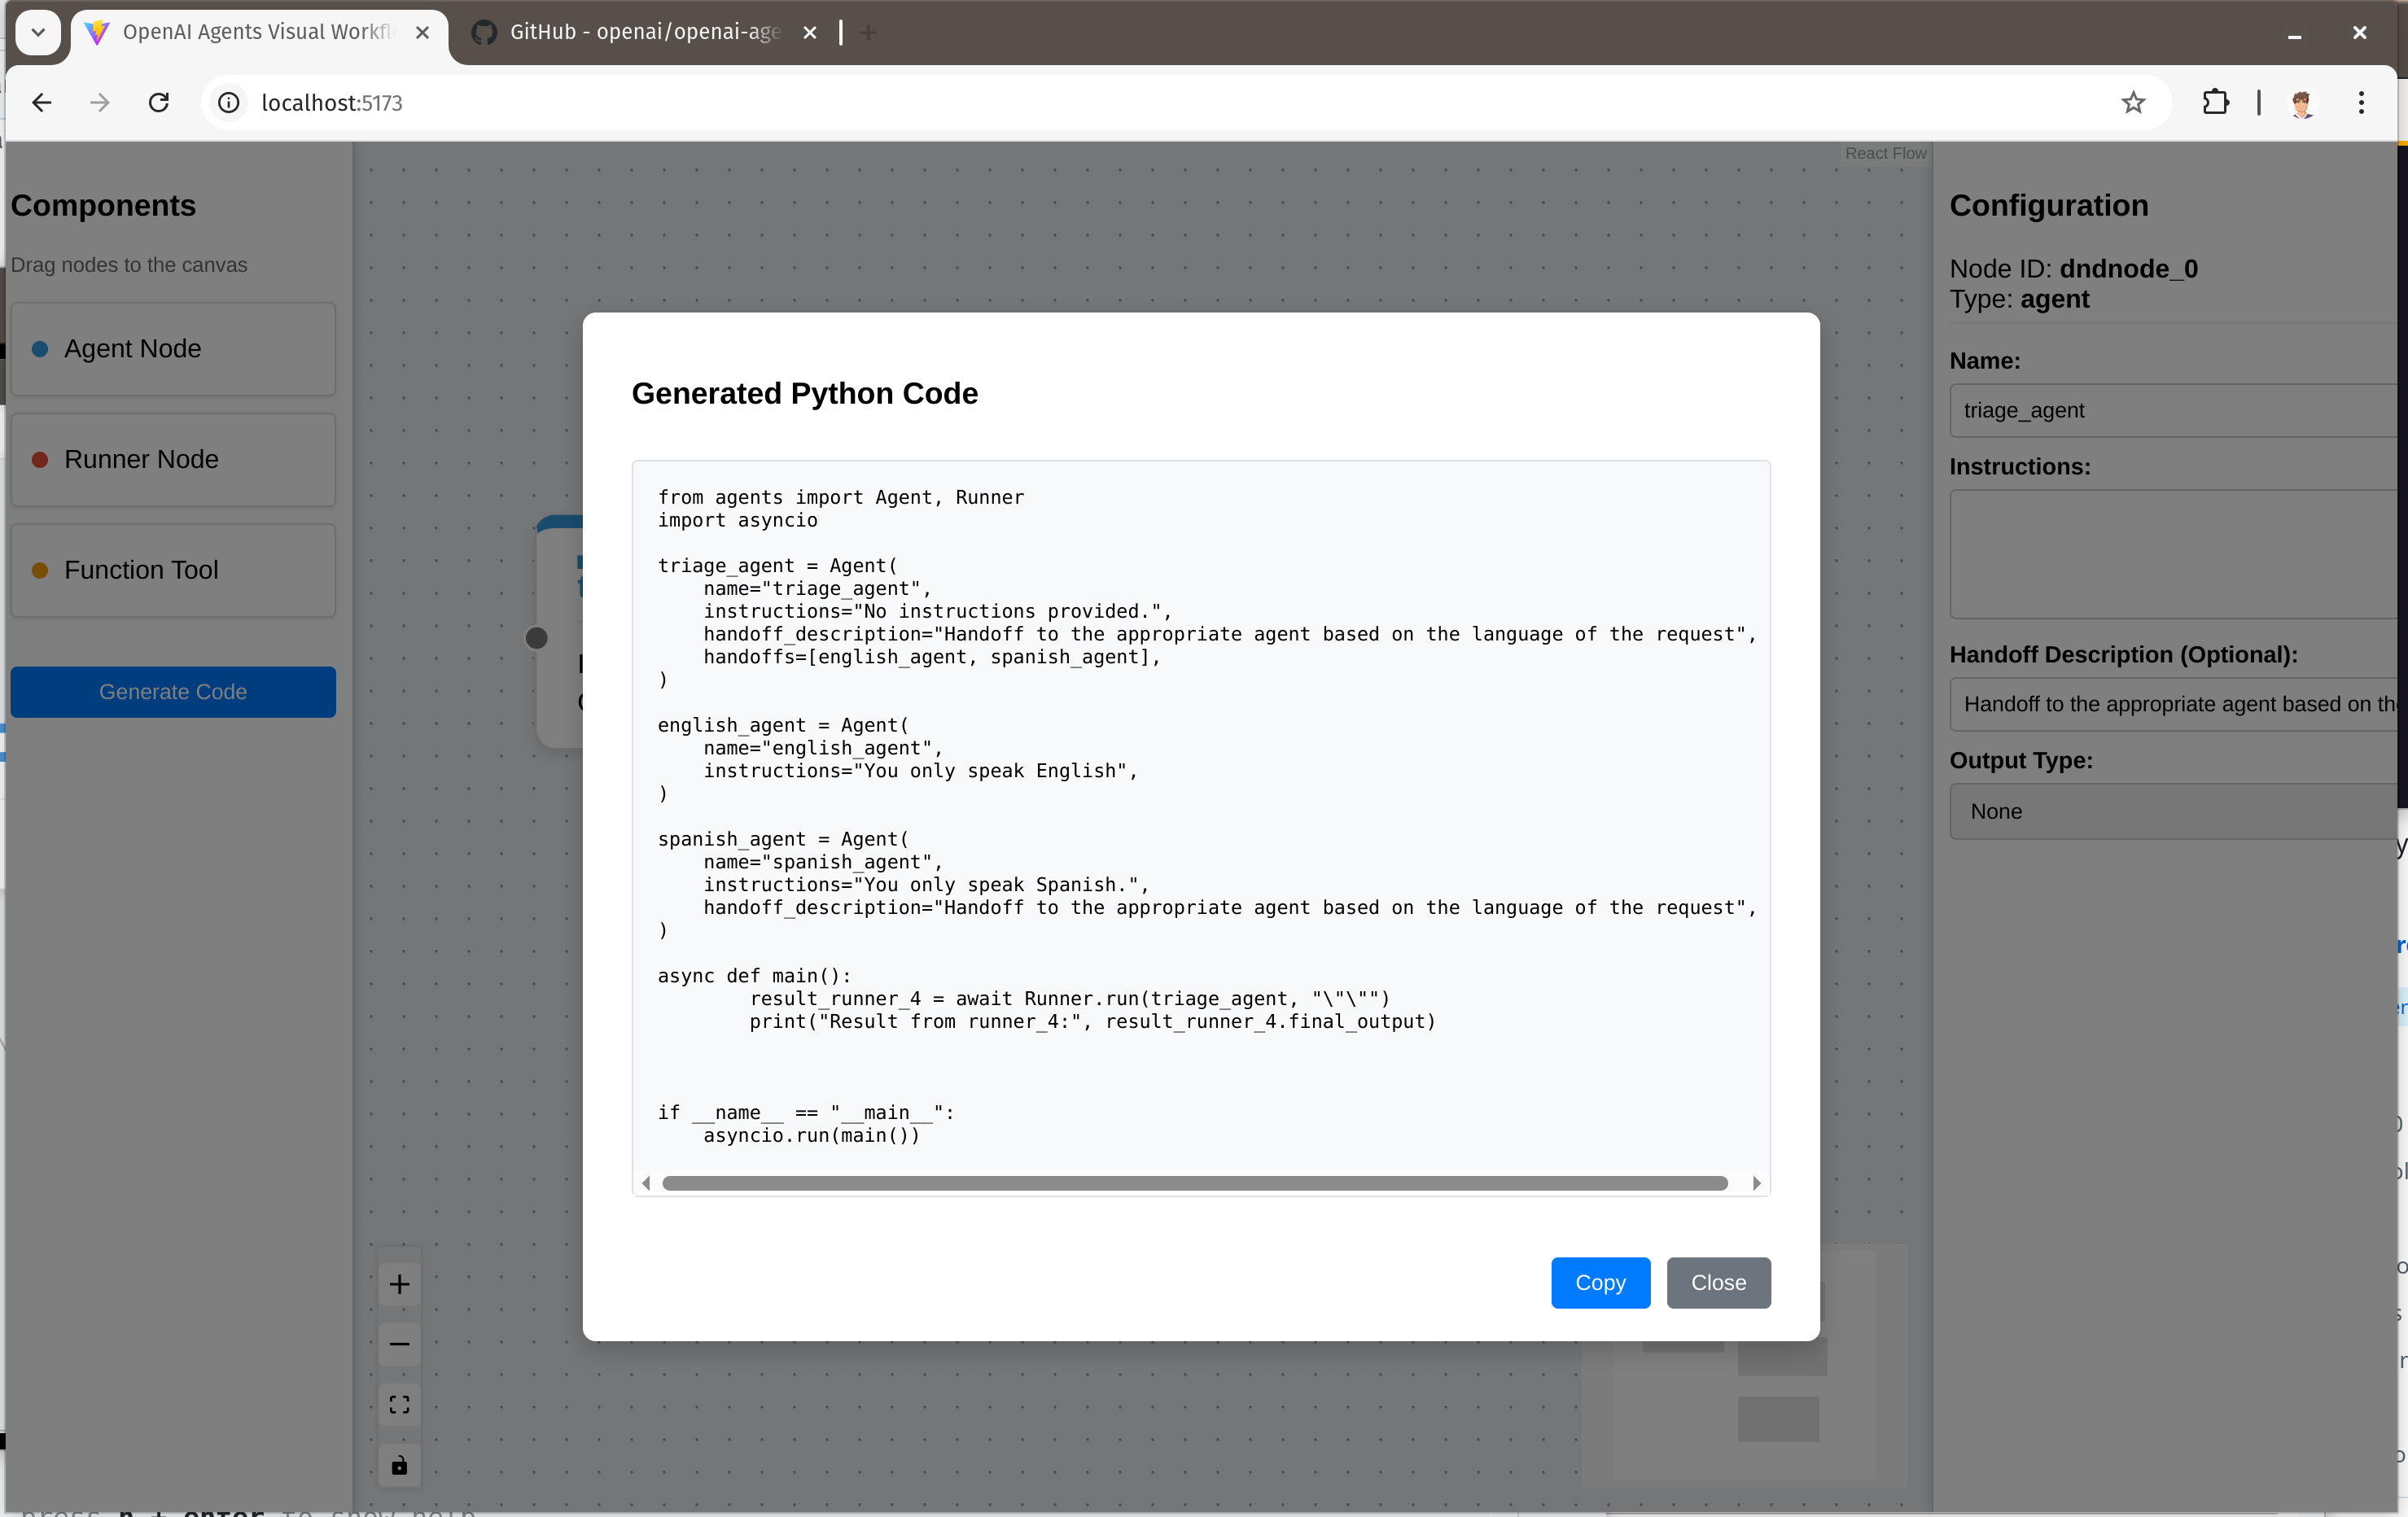 OpenAI Agents Visual Workfl
GitHub - openai/openai-age
localhost:5173
React Flow
Components
Drag nodes to the canvas
Agent Node
Runner Node
Function Tool
Generate Code
Generated Python Code
from agents import Agent, Runner
import asyncio
triage_agent = Agent(
    name="triage_agent",
    instructions="No instructions provided.",
    handoff_description="Handoff to the appropriate agent based on the language of the request",
    handoffs=[english_agent, spanish_agent],
)
english_agent = Agent(
    name="english_agent",
    instructions="You only speak English",
)
spanish_agent = Agent(
    name="spanish_agent",
    instructions="You only speak Spanish.",
    handoff_description="Handoff to the appropriate agent based on the language of the request",
)
async def main():
        result_runner_4 = await Runner.run(triage_agent, "\"\"")
        print("Result from runner_4:", result_runner_4.final_output)
if __name__ == "__main__":
    asyncio.run(main())
Copy
Close
Configuration
Node ID: dndnode_0
Type: agent
Name:
triage_agent
Instructions:
Handoff Description (Optional):
Handoff to the appropriate agent based on the
Output Type:
None
press h + enter to show help